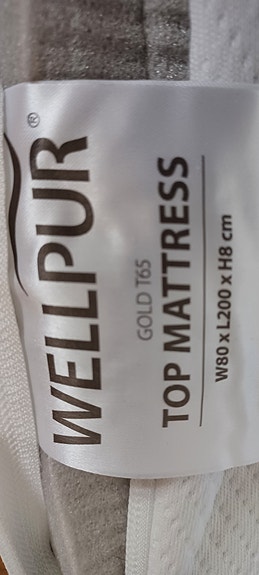 WELLPUR®
GOLD T65
TOP MATTRESS
W80 x L200 x H8 cm